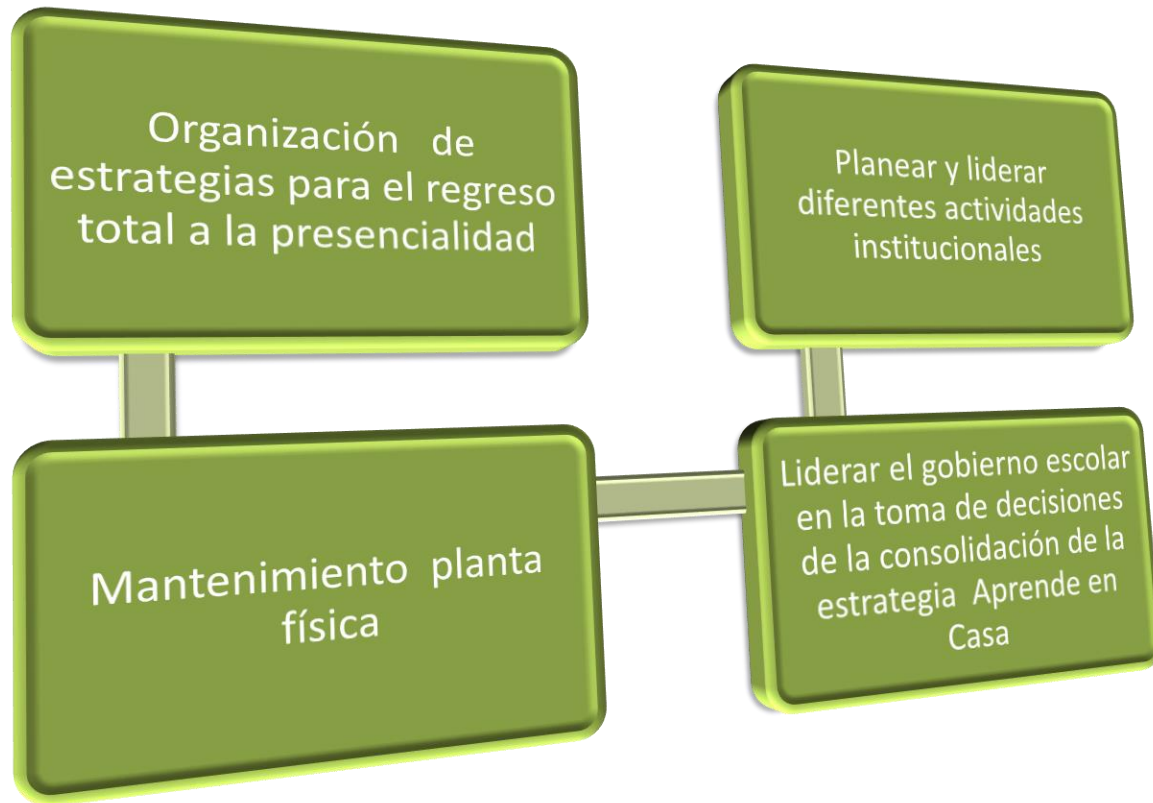 Organización de
estrategias para el regreso
total a la presencialidad
Mantenimiento planta
física
Liderar el gobierno escolar
en la toma de decisiones
de la consolidación de la
estrategia Aprende en
Casa
Planear y liderar
diferentes actividades
institucionales